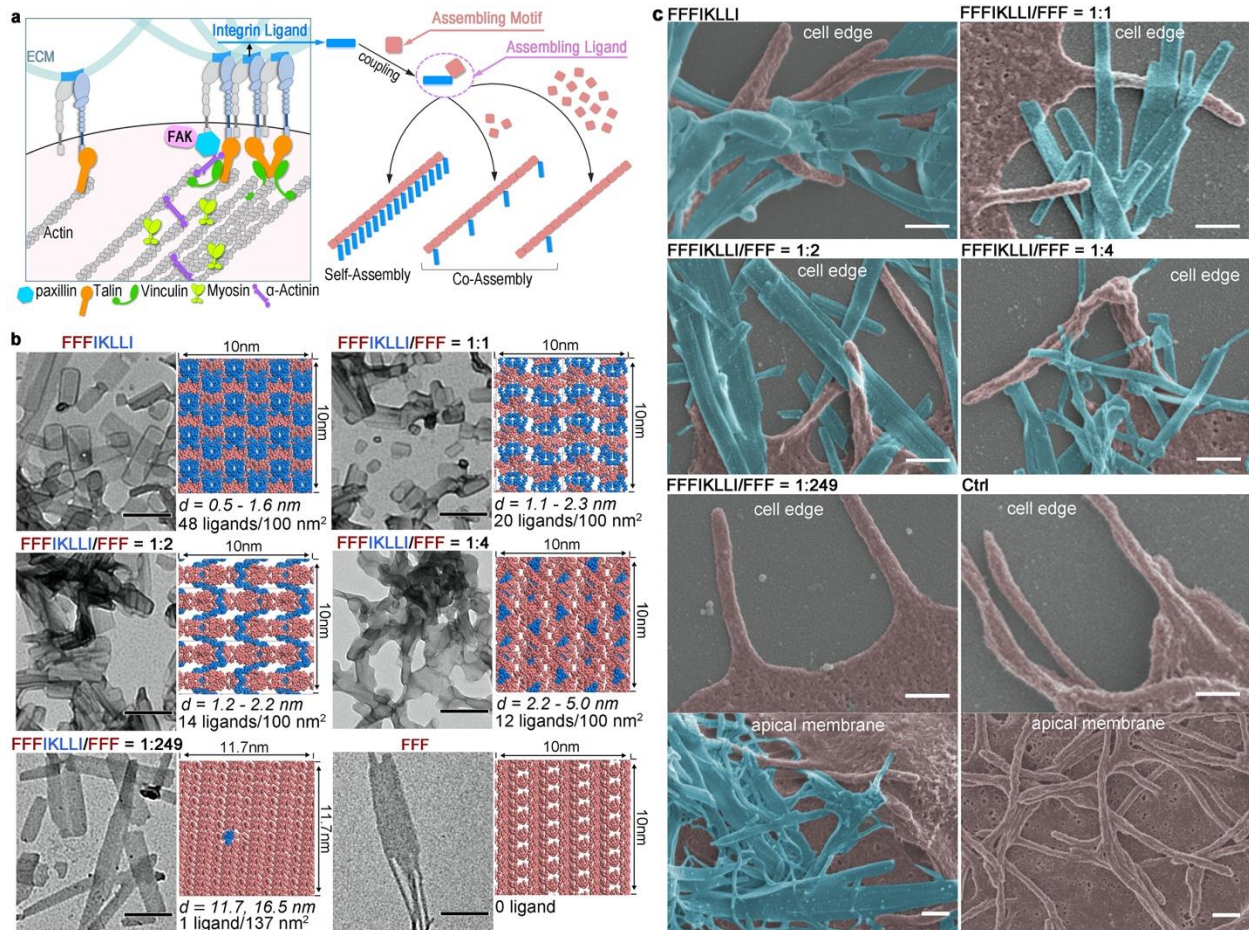 a
Integrin Ligand
Assembling Motif
ECM
coupling
Assembling Ligand
FAK
Actin
Self-Assembly
Co-Assembly
paxillin
Talin
Vinculin
Myosin
α-Actinin
b
FFFIKLLI
10nm
10nm
d = 0.5 - 1.6 nm
48 ligands/100 nm²
FFFIKLLI/FFF = 1:1
10nm
10nm
d = 1.1 - 2.3 nm
20 ligands/100 nm²
FFFIKLLI/FFF = 1:2
10nm
10nm
d = 1.2 - 2.2 nm
14 ligands/100 nm²
FFFIKLLI/FFF = 1:4
10nm
10nm
d = 2.2 - 5.0 nm
12 ligands/100 nm²
FFFIKLLI/FFF = 1:249
11.7nm
11.7nm
d = 11.7, 16.5 nm
1 ligand/137 nm²
FFF
10nm
10nm
0 ligand
c
FFFIKLLI
cell edge
FFFIKLLI/FFF = 1:1
cell edge
FFFIKLLI/FFF = 1:2
cell edge
FFFIKLLI/FFF = 1:4
cell edge
FFFIKLLI/FFF = 1:249
cell edge
Ctrl
cell edge
apical membrane
apical membrane